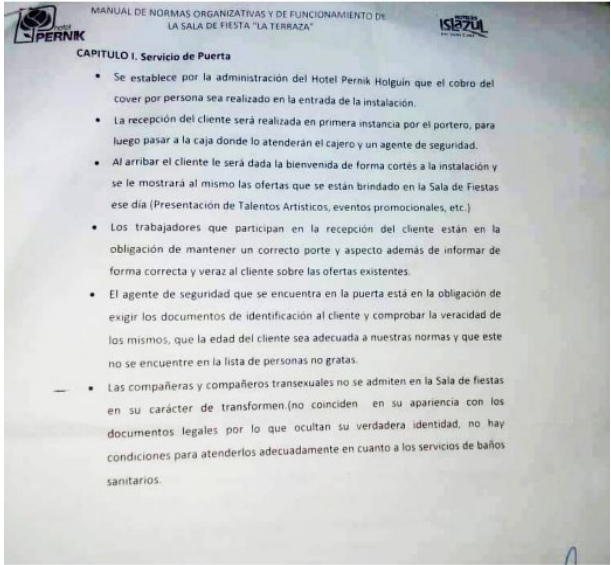 hotel
PERNIK
MANUAL DE NORMAS ORGANIZATIVAS Y DE FUNCIONAMIENTO DE
LA SALA DE FIESTA "LA TERRAZA"
HOTELES
ISLAZUL
CAPITULO I. Servicio de Puerta
• Se establece por la administración del Hotel Pernik Holguín que el cobro del
cover por persona sea realizado en la entrada de la instalación.
• La recepción del cliente será realizada en primera instancia por el portero, para
luego pasar a la caja donde lo atenderán el cajero y un agente de seguridad.
• Al arribar el cliente le será dada la bienvenida de forma cortés a la instalación y
se le mostrará al mismo las ofertas que se están brindado en la Sala de Fiestas
ese día (Presentación de Talentos Artísticos, eventos promocionales, etc.)
• Los trabajadores que participan en la recepción del cliente están en la
obligación de mantener un correcto porte y aspecto además de informar de
forma correcta y veraz al cliente sobre las ofertas existentes.
• El agente de seguridad que se encuentra en la puerta está en la obligación de
exigir los documentos de identificación al cliente y comprobar la veracidad de
los mismos, que la edad del cliente sea adecuada a nuestras normas y que este
no se encuentre en la lista de personas no gratas.
• Las compañeras y compañeros transexuales no se admiten en la Sala de fiestas
en su carácter de transformen.(no coinciden en su apariencia con los
documentos legales por lo que ocultan su verdadera identidad, no hay
condiciones para atenderlos adecuadamente en cuanto a los servicios de baños
sanitarios.